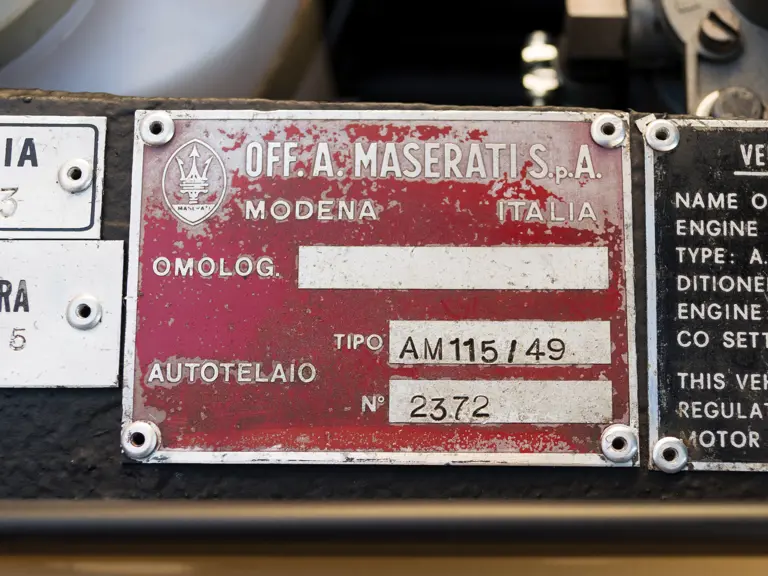 IA
3
RA
5
OFF. A. MASERATI S.p.A.
MASERATI
MODENA ITALIA
OMOLOG.
TIPO AM115/49
AUTOTELAIO
N° 2372
VE
NAME O
ENGINE
TYPE: A.
DITIONE
ENGINE
CO SETT
THIS VEH
REGULAT
MOTOR